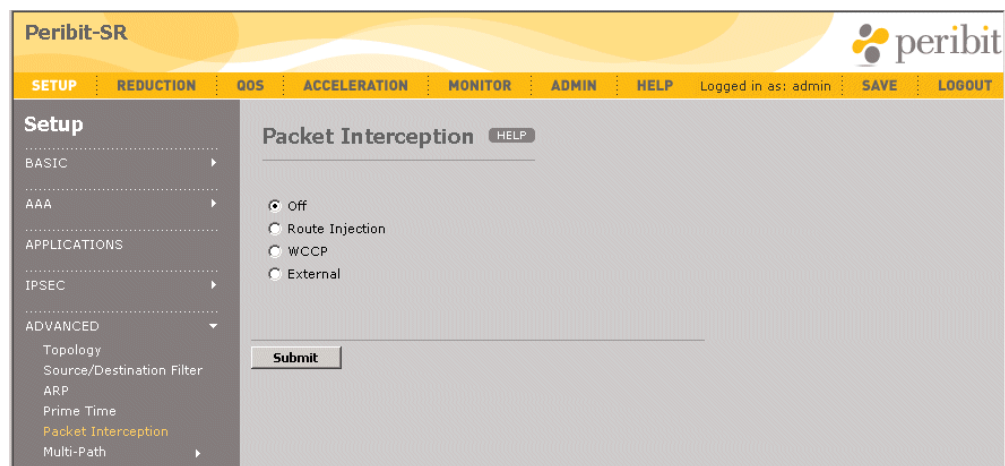 Peribit-SR
peribit
SETUP REDUCTION QOS ACCELERATION MONITOR ADMIN HELP Logged in as: admin SAVE LOGOUT
Setup
BASIC
AAA
APPLICATIONS
IPSEC
ADVANCED
Topology
Source/Destination Filter
ARP
Prime Time
Packet Interception
Multi-Path
Packet Interception HELP
Off
Route Injection
WCCP
External
Submit